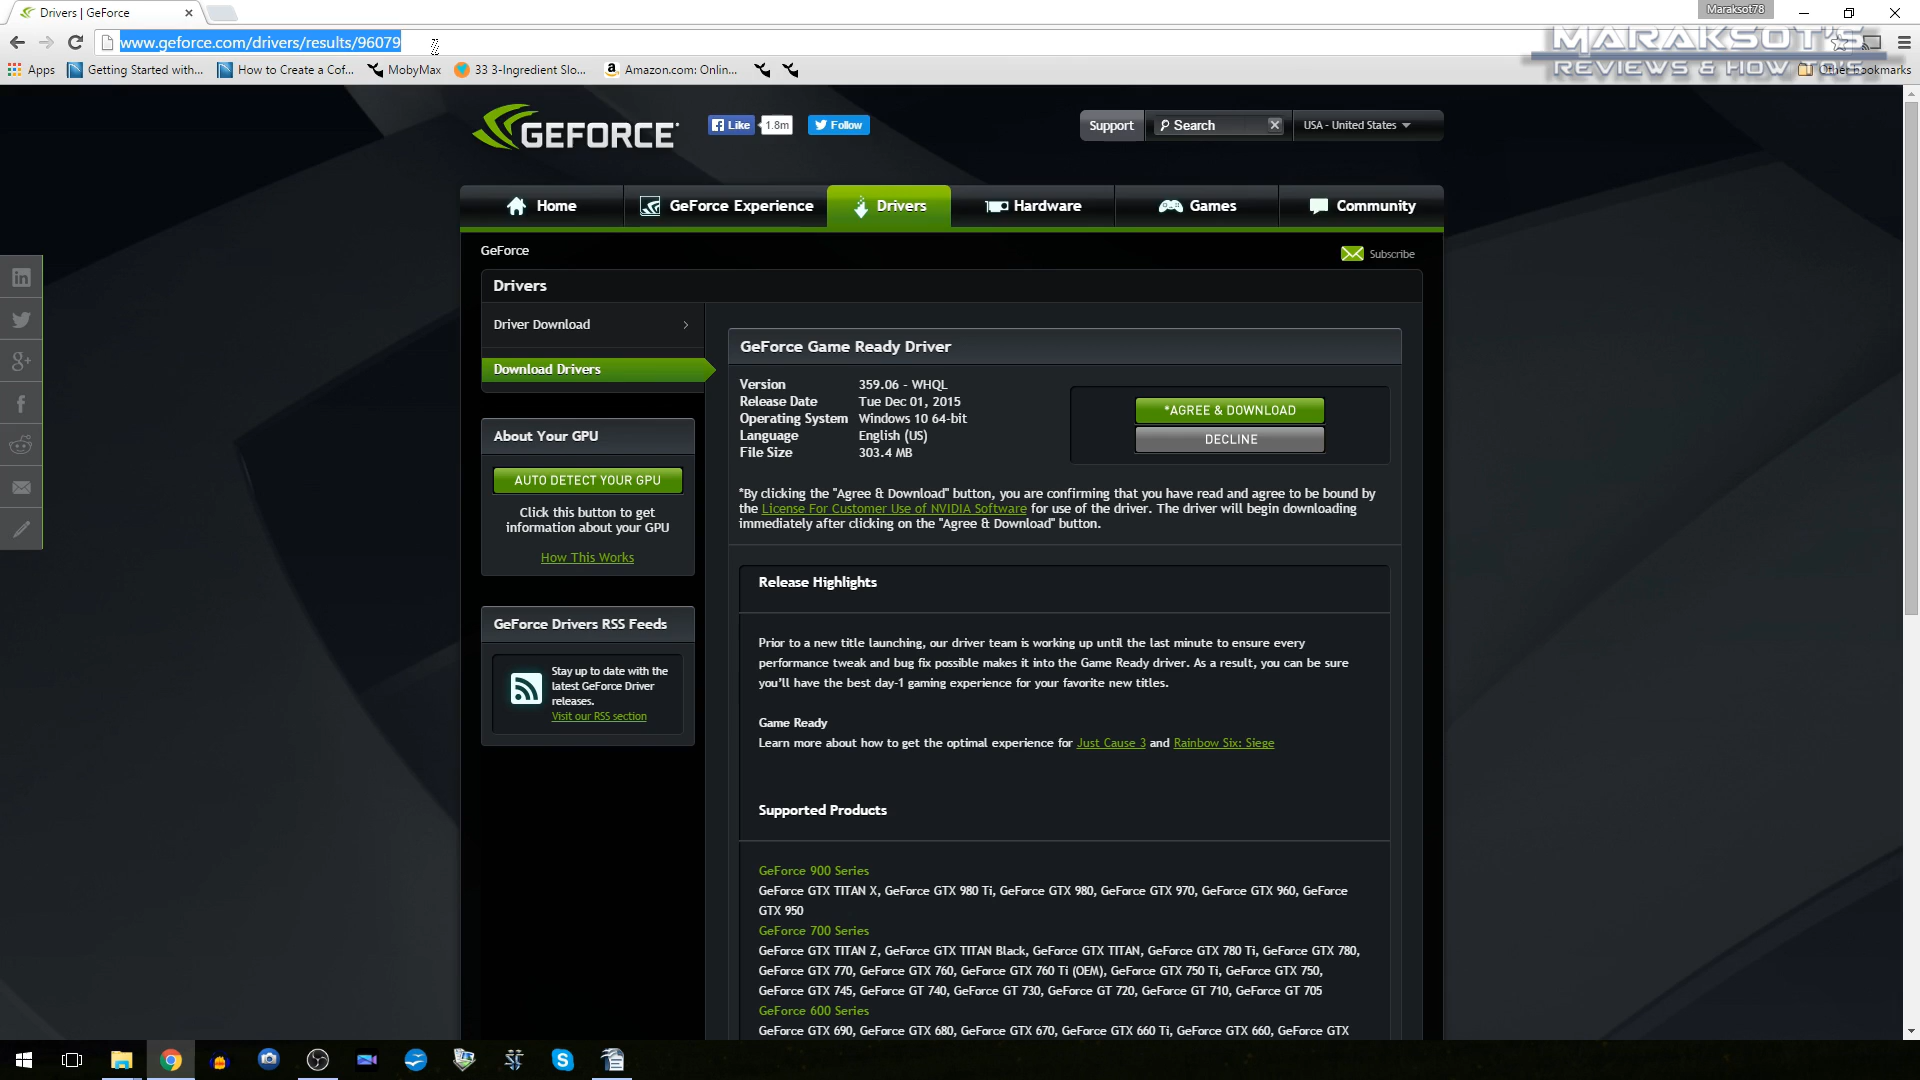 Drivers | GeForce
Maraksot78
www.geforce.com/drivers/results/96079
MARAKSOT'S
REVIEWS & HOW TO'S
Apps
Getting Started with...
How to Create a Cof...
MobyMax
33 3-Ingredient Slo...
Amazon.com: Onlin...
Other bookmarks
GEFORCE
Like
1.8m
Follow
Support
Search
USA - United States
Home
GeForce Experience
Drivers
Hardware
Games
Community
GeForce
Subscribe
Drivers
Driver Download
Download Drivers
About Your GPU
AUTO DETECT YOUR GPU
Click this button to get
information about your GPU
How This Works
GeForce Drivers RSS Feeds
Stay up to date with the
latest GeForce Driver
releases.
Visit our RSS section
GeForce Game Ready Driver
Version 359.06 - WHQL
Release Date Tue Dec 01, 2015
Operating System Windows 10 64-bit
Language English (US)
File Size 303.4 MB
*AGREE & DOWNLOAD
DECLINE
*By clicking the "Agree & Download" button, you are confirming that you have read and agree to be bound by
the License For Customer Use of NVIDIA Software for use of the driver. The driver will begin downloading
immediately after clicking on the "Agree & Download" button.
Release Highlights
Prior to a new title launching, our driver team is working up until the last minute to ensure every
performance tweak and bug fix possible makes it into the Game Ready driver. As a result, you can be sure
you'll have the best day-1 gaming experience for your favorite new titles.
Game Ready
Learn more about how to get the optimal experience for Just Cause 3 and Rainbow Six: Siege
Supported Products
GeForce 900 Series
GeForce GTX TITAN X, GeForce GTX 980 Ti, GeForce GTX 980, GeForce GTX 970, GeForce GTX 960, GeForce
GTX 950
GeForce 700 Series
GeForce GTX TITAN Z, GeForce GTX TITAN Black, GeForce GTX TITAN, GeForce GTX 780 Ti, GeForce GTX 780,
GeForce GTX 770, GeForce GTX 760, GeForce GTX 760 Ti (OEM), GeForce GTX 750 Ti, GeForce GTX 750,
GeForce GTX 745, GeForce GT 740, GeForce GT 730, GeForce GT 720, GeForce GT 710, GeForce GT 705
GeForce 600 Series
GeForce GTX 690, GeForce GTX 680, GeForce GTX 670, GeForce GTX 660 Ti, GeForce GTX 660, GeForce GTX